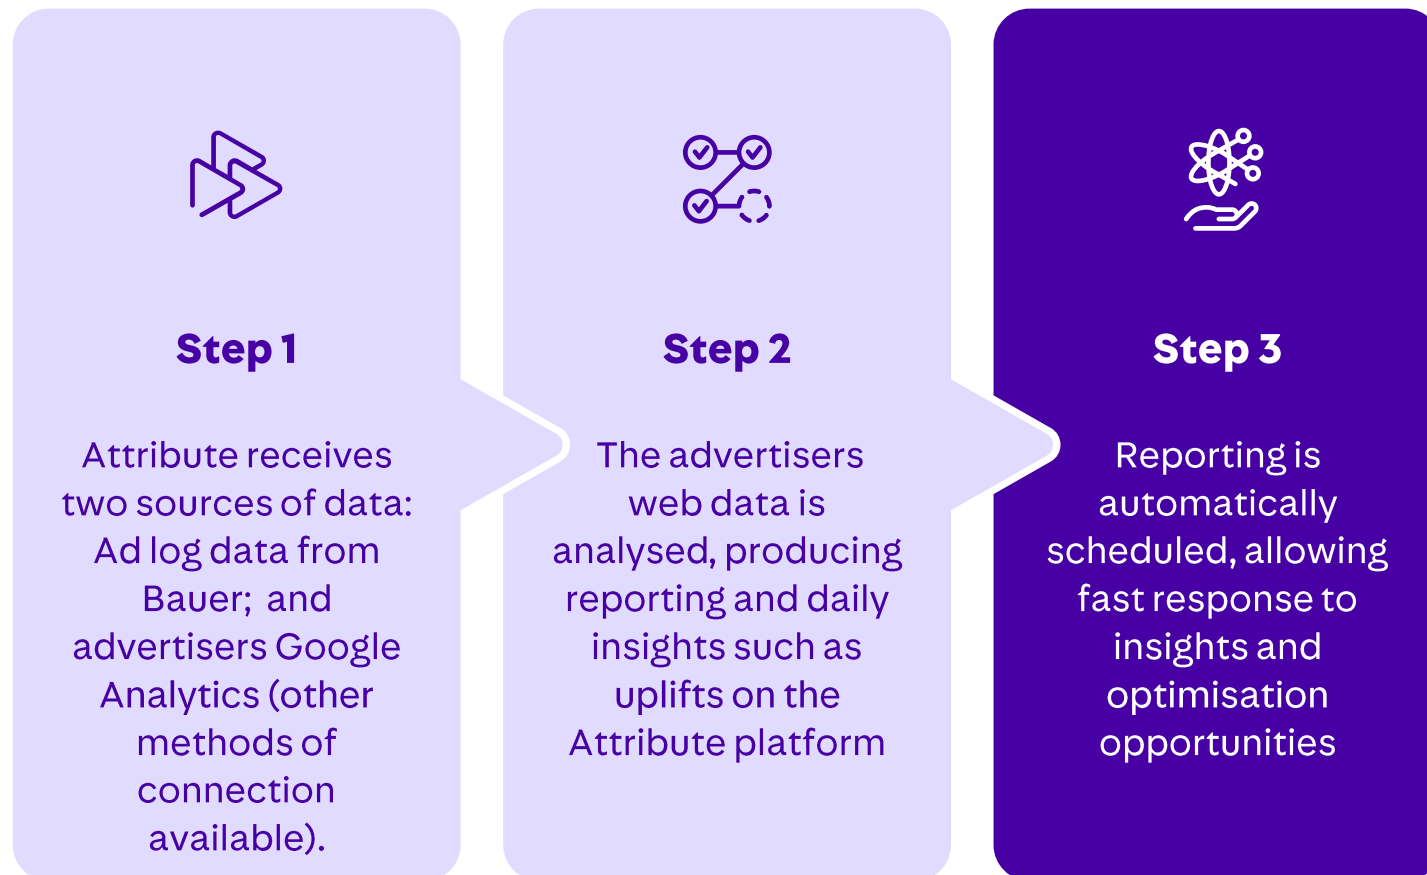 Step 1
Attribute receives
two sources of data:
Ad log data from
Bauer;  and
advertisers Google
Analytics (other
methods of
connection
available).
Step 2
The advertisers
web data is
analysed, producing
reporting and daily
insights such as
uplifts on the
Attribute platform
Step 3
Reporting is
automatically
scheduled, allowing
fast response to
insights and
optimisation
opportunities